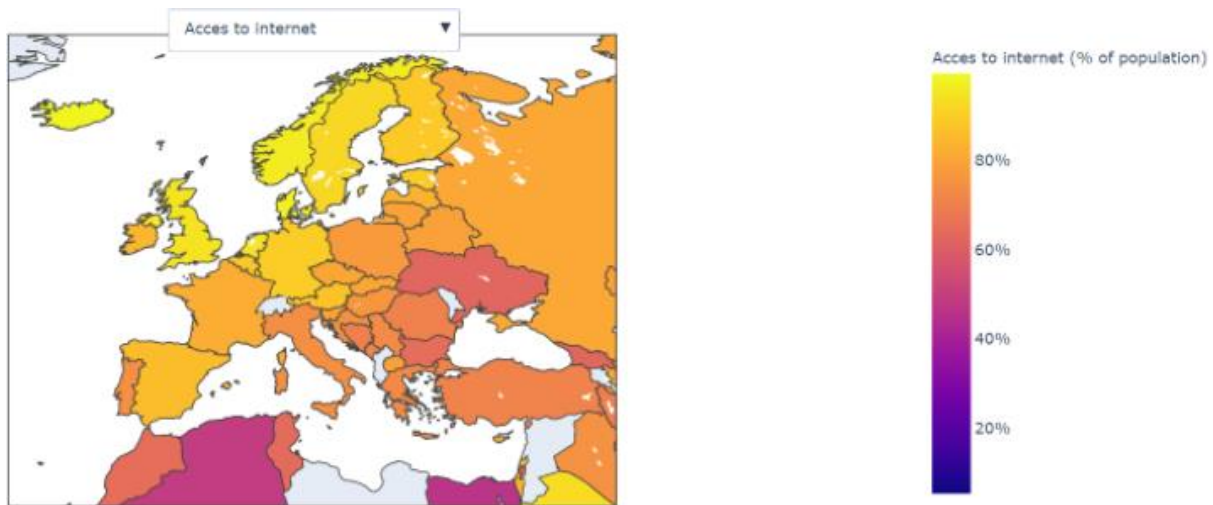 Acces to internet ▼
Acces to internet (% of population)
80%
60%
40%
20%